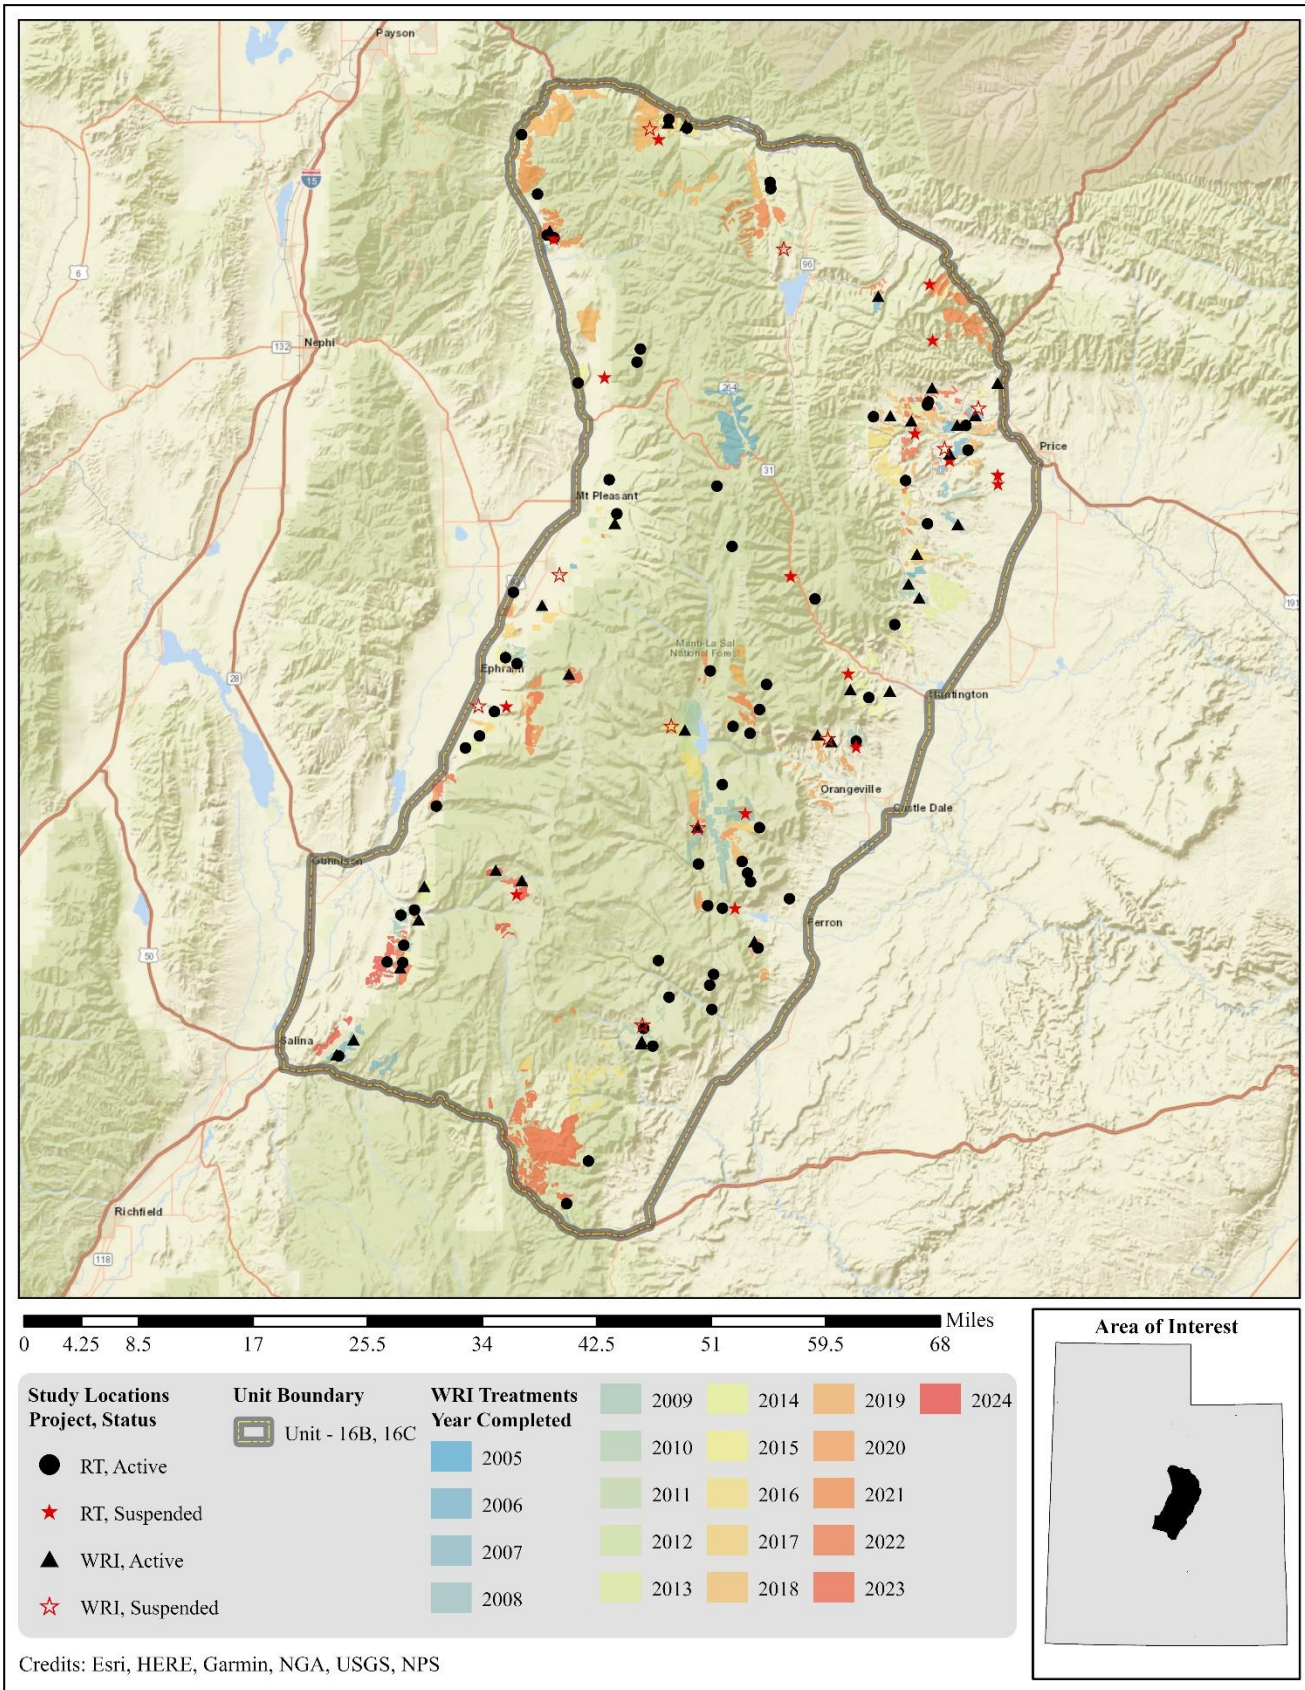 Payson
15
6
96
132
Nephi
264
Price
31
Mt Pleasant
191
Manti-La Sal
National Forest
Ephraim
28
Huntington
Orangeville
Castle Dale
Gunnison
Ferron
50
Salina
Richfield
118
0 4.25 8.5 17 25.5 34 42.5 51 59.5 68 Miles
Study Locations
Project, Status
RT, Active
RT, Suspended
WRI, Active
WRI, Suspended
Unit Boundary
Unit - 16B, 16C
WRI Treatments
Year Completed
2005
2006
2007
2008
2009
2010
2011
2012
2013
2014
2015
2016
2017
2018
2019
2020
2021
2022
2023
2024
Area of Interest
Credits: Esri, HERE, Garmin, NGA, USGS, NPS